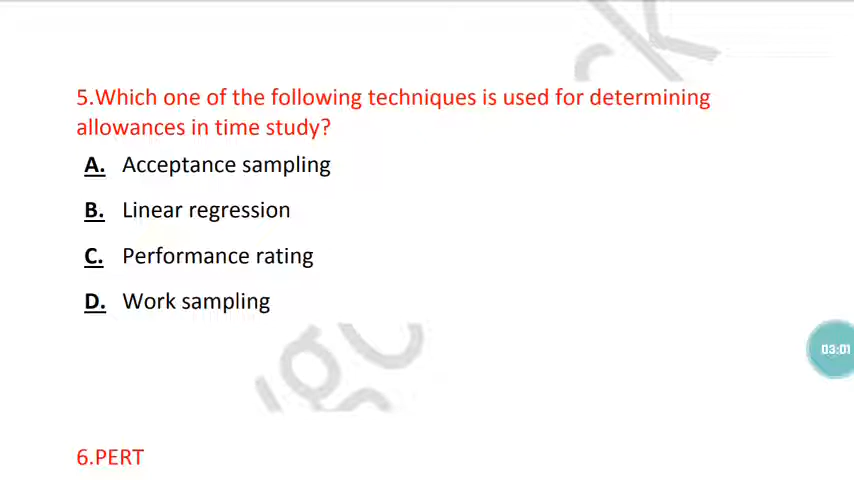 5.Which one of the following techniques is used for determining
allowances in time study?
A. Acceptance sampling
B. Linear regression
C. Performance rating
D. Work sampling
03:01
6.PERT